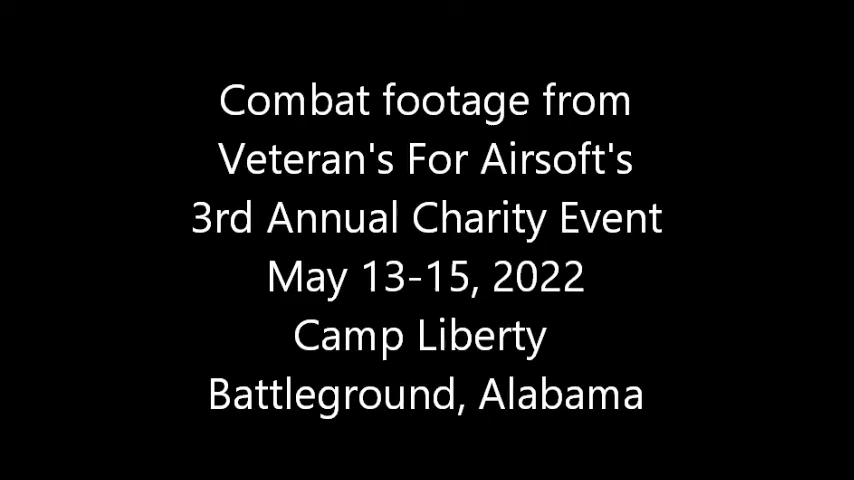 Combat footage from
Veteran's For Airsoft's
3rd Annual Charity Event
May 13-15, 2022
Camp Liberty
Battleground, Alabama